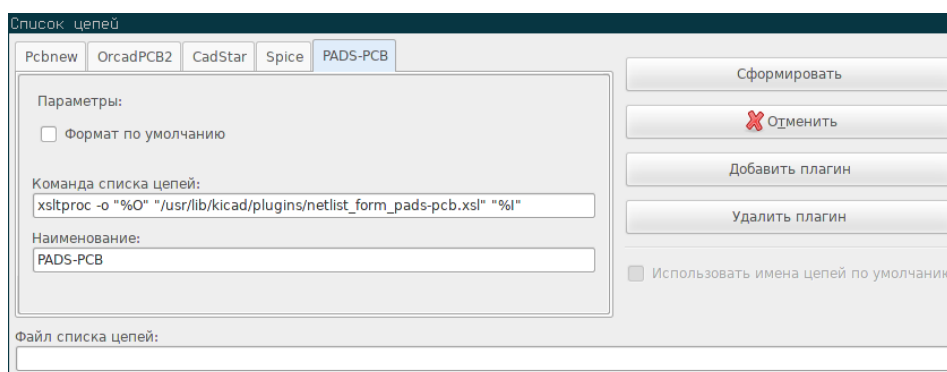 Список цепей
Pcbnew OrcadPCB2 CadStar Spice PADS-PCB
Сформировать
Параметры:
Формат по умолчанию
Отменить
Добавить плагин
Команда списка цепей:
xsltproc -o "%O" "/usr/lib/kicad/plugins/netlist_form_pads-pcb.xsl" "%I"
Удалить плагин
Наименование:
PADS-PCB
Использовать имена цепей по умолчанию
Файл списка цепей: